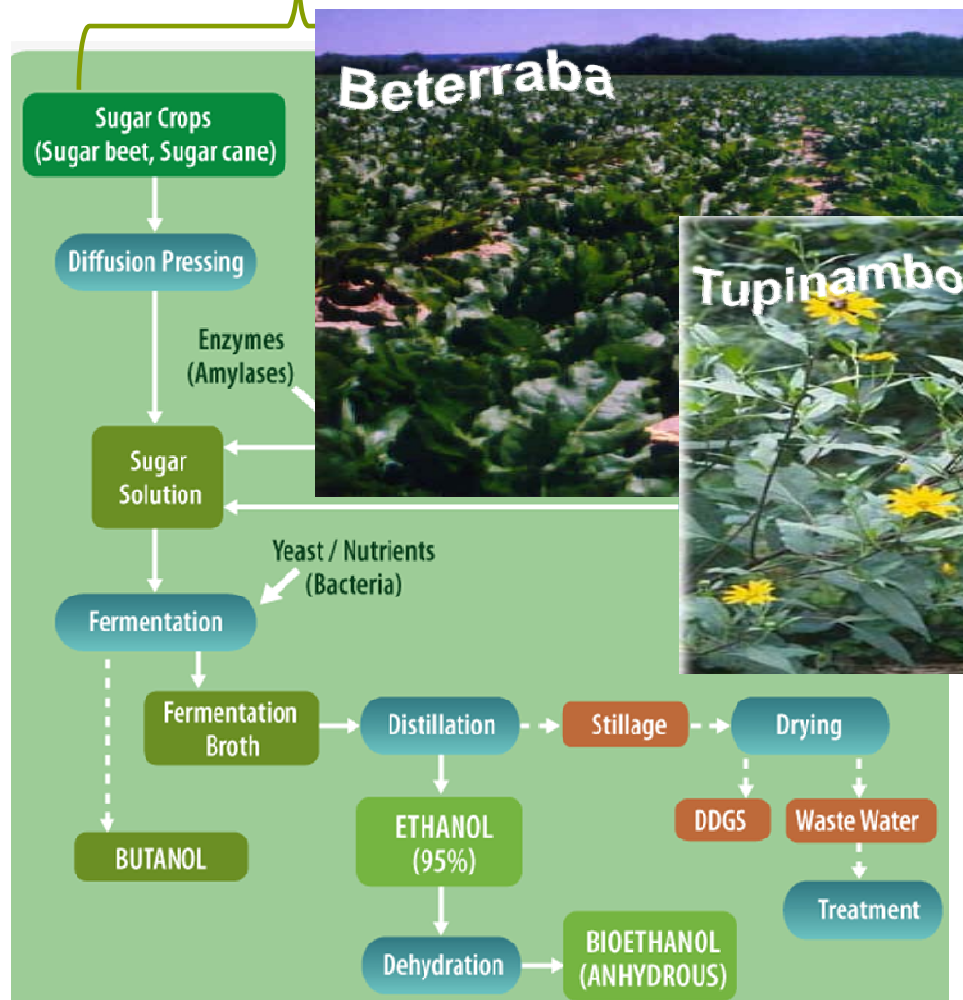 Beterraba
Sugar Crops
(Sugar beet, Sugar cane)
Tupinambo
Diffusion Pressing
Enzymes
(Amylases)
Sugar
Solution
Yeast / Nutrients
(Bacteria)
Fermentation
Fermentation
Broth
Distillation
Stillage
Drying
ETHANOL
(95%)
DDGS
Waste Water
BUTANOL
Treatment
Dehydration
BIOETHANOL
(ANHYDROUS)